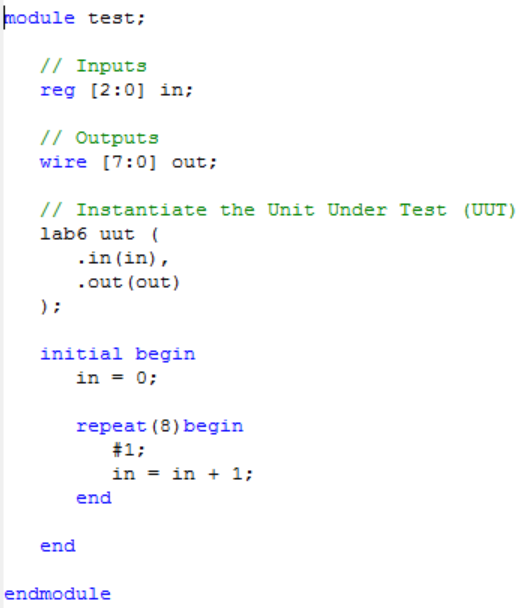 module test;
// Inputs
reg [2:0] in;
// Outputs
wire [7:0] out;
// Instantiate the Unit Under Test (UUT)
lab6 uut (
.in(in),
.out(out)
);
initial begin
in = 0;
repeat(8)begin
#1;
in = in + 1;
end
end
endmodule